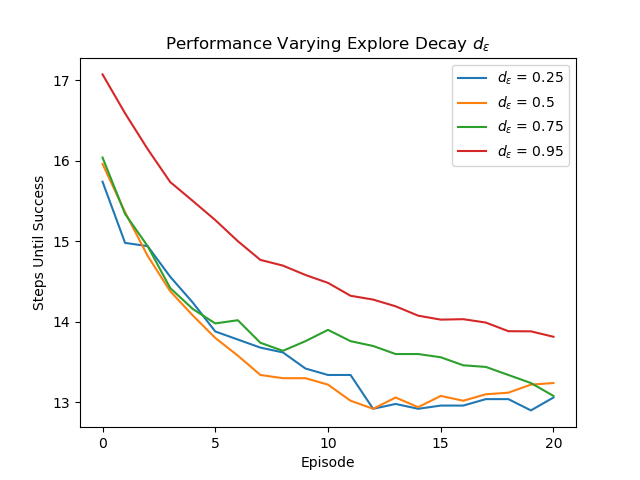 Performance Varying Explore Decay $d_ε$
$d_ε$ = 0.25
$d_ε$ = 0.5
$d_ε$ = 0.75
$d_ε$ = 0.95
Steps Until Success
17
16
15
14
13
0 5 10 15 20
Episode